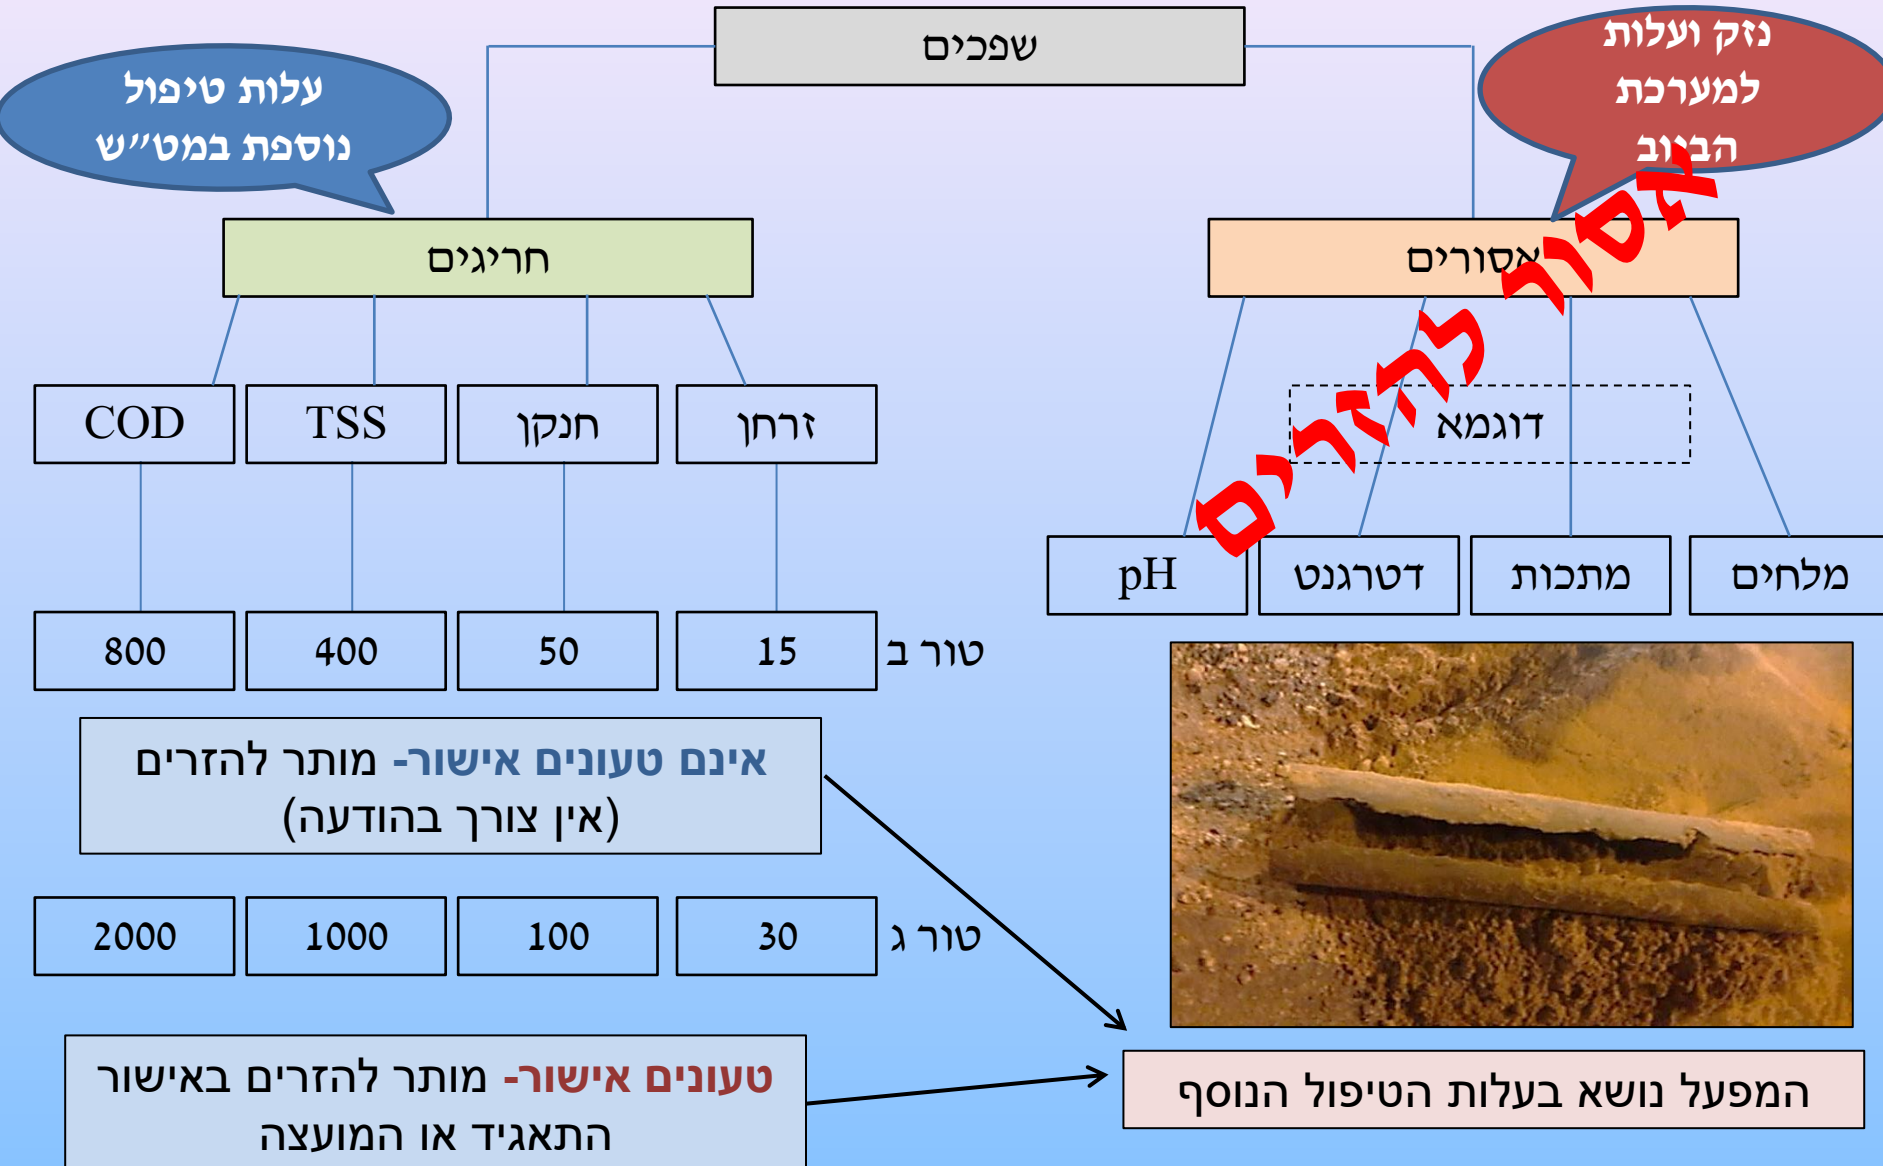 שפכים
נזק ועלות
למערכת
הביוב
עלות טיפול
נוספת במט״ש
אסורים
חריגים
אסור להזרים
דוגמא
מלחים
מתכות
דטרגנט
pH
זרחן
חנקן
TSS
COD
טור ב 15 50 400 800
אינם טעונים אישור- מותר להזרים
(אין צורך בהודעה)
טור ג 30 100 1000 2000
טעונים אישור- מותר להזרים באישור
התאגיד או המועצה
המפעל נושא בעלות הטיפול הנוסף